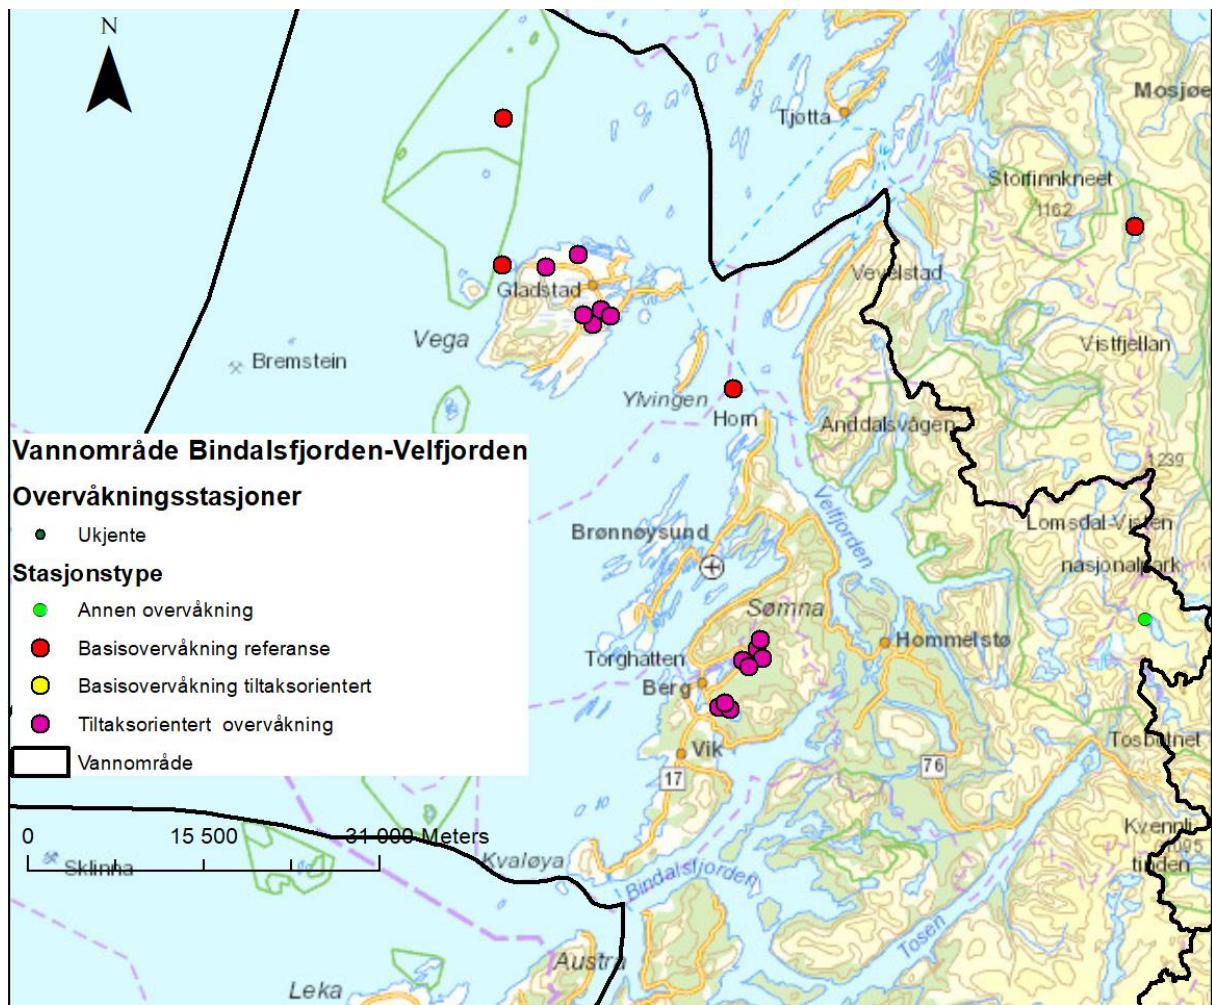 N
Mosjøe
Tjøtta
Storfinnkneet
1162
Vevelstad
Gladstad
Vega
Vistfjellan
Bremstein
Ylvingen
Horn
Anddalsvågen
Vannområde Bindalsfjorden-Velfjorden
1239
Overvåkningsstasjoner
Velfjorden
Lomsdal-Visten
Ukjente
Brønnøysund
nasjonalpark
Stasjonstype
Annen overvåkning
Sømna
Basisovervåkning referanse
Hommelstø
Torghatten
Basisovervåkning tiltaksorientert
Berg
Tiltaksorientert overvåkning
Tosbotnet
Vik
Vannområde
76
17
0 15 500 31 000 Meters
Kvennli
tinden
Sklinna
Kvaløya
Bindalsfjorden
Tosen
Austra
Leka